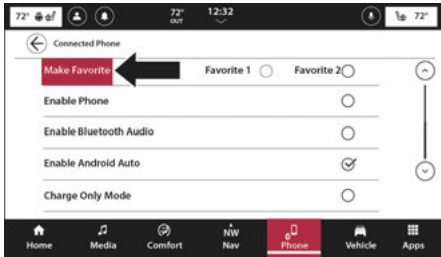 72° 72° OUT 12:32 72°
Connected Phone
Make Favorite Favorite 1 Favorite 2
Enable Phone
Enable Bluetooth Audio
Enable Android Auto
Charge Only Mode
NW
Home Media Comfort Nav Phone Vehicle Apps